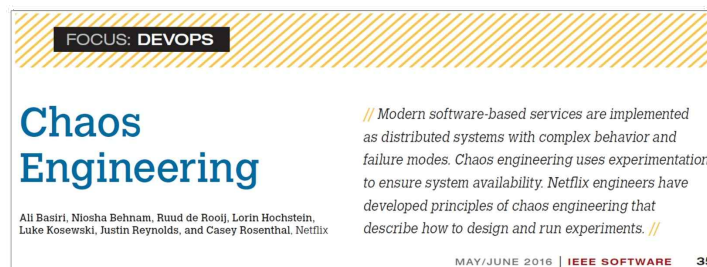 FOCUS: DEVOPS
Chaos
Engineering
Ali Basiri, Niosha Behnam, Ruud de Rooij, Lorin Hochstein,
Luke Kosewski, Justin Reynolds, and Casey Rosenthal, Netflix
// Modern software-based services are implemented
as distributed systems with complex behavior and
failure modes. Chaos engineering uses experimentation
to ensure system availability. Netflix engineers have
developed principles of chaos engineering that
describe how to design and run experiments. //
MAY/JUNE 2016 | IEEE SOFTWARE